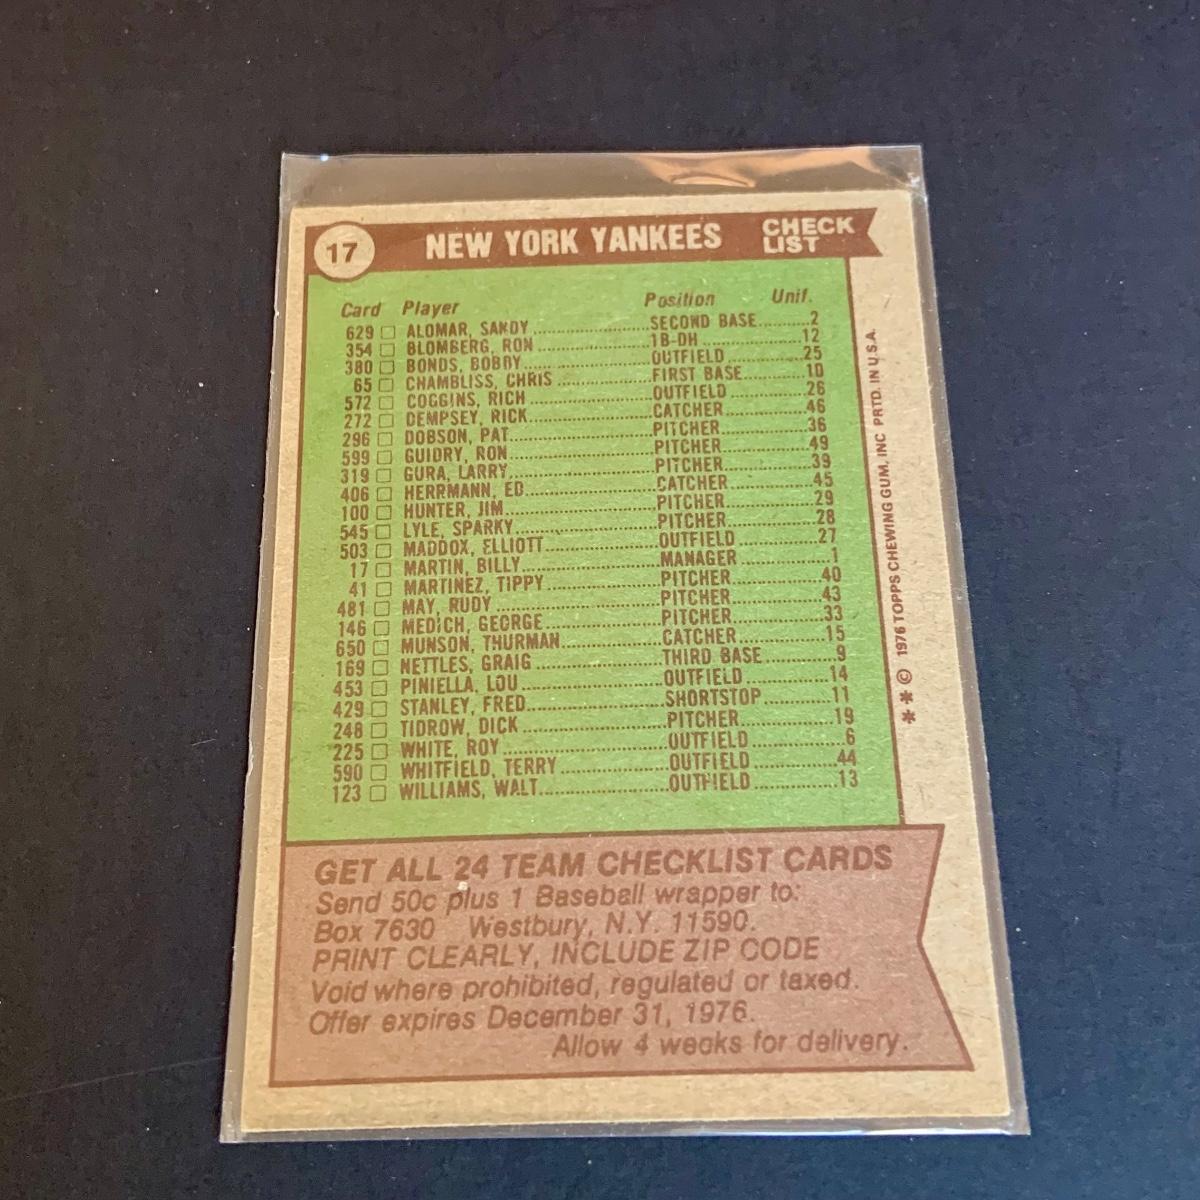 17 NEW YORK YANKEES CHECK LIST
Card Player Position Unif.
629 ALOMAR, SANDY SECOND BASE 2
354 BLOMBERG, RON 1B-DH 12
380 BONDS, BOBBY OUTFIELD 25
65 CHAMBLISS, CHRIS FIRST BASE 10
572 COGGINS, RICH OUTFIELD 26
272 DEMPSEY, RICK CATCHER 46
296 DOBSON, PAT PITCHER 36
599 GUIDRY, RON PITCHER 49
319 GURA, LARRY PITCHER 39
406 HERRMANN, ED CATCHER 45
100 HUNTER, JIM PITCHER 29
545 LYLE, SPARKY PITCHER 28
503 MADDOX, ELLIOTT OUTFIELD 27
17 MARTIN, BILLY MANAGER 1
41 MARTINEZ, TIPPY PITCHER 40
481 MAY, RUDY PITCHER 43
146 MEDICH, GEORGE PITCHER 33
650 MUNSON, THURMAN CATCHER 15
169 NETTLES, GRAIG THIRD BASE 9
453 PINIELLA, LOU OUTFIELD 14
429 STANLEY, FRED SHORTSTOP 11
248 TIDROW, DICK PITCHER 19
225 WHITE, ROY OUTFIELD 6
590 WHITFIELD, TERRY OUTFIELD 44
123 WILLIAMS, WALT OUTFIELD 13
GET ALL 24 TEAM CHECKLIST CARDS
Send 50c plus 1 Baseball wrapper to:
Box 7630 Westbury, N.Y. 11590.
PRINT CLEARLY, INCLUDE ZIP CODE
Void where prohibited, regulated or taxed.
Offer expires December 31, 1976.
Allow 4 weeks for delivery.
** © 1976 TOPPS CHEWING GUM, INC PRTD. IN U.S.A.